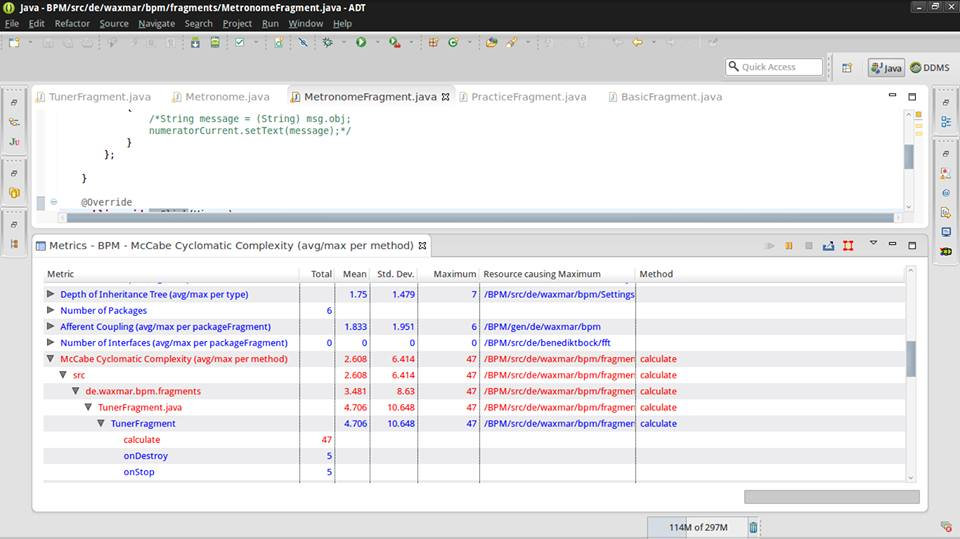 Java - BPM/src/de/waxmar/bpm/fragments/MetronomeFragment.java - ADT
File Edit Refactor Source Navigate Search Project Run Window Help
Quick Access Java DDMS
TunerFragment.java Metronome.java MetronomeFragment.java PracticeFragment.java BasicFragment.java
{
/*String message = (String) msg.obj;
numeratorCurrent.setText(message);*/
}
};
}
@Override
Metrics - BPM - McCabe Cyclomatic Complexity (avg/max per method)
Metric Total Mean Std. Dev. Maximum Resource causing Maximum Method
Depth of Inheritance Tree (avg/max per type) 1.75 1.479 7 /BPM/src/de/waxmar/bpm/Settings
Number of Packages 6
Afferent Coupling (avg/max per packageFragment) 1.833 1.951 6 /BPM/gen/de/waxmar/bpm
Number of Interfaces (avg/max per packageFragment) 0 0 0 0 /BPM/src/de/benediktbock/fft
McCabe Cyclomatic Complexity (avg/max per method) 2.608 6.414 47 /BPM/src/de/waxmar/bpm/fragmen calculate
src 2.608 6.414 47 /BPM/src/de/waxmar/bpm/fragmen calculate
de.waxmar.bpm.fragments 3.481 8.63 47 /BPM/src/de/waxmar/bpm/fragmen calculate
TunerFragment.java 4.706 10.648 47 /BPM/src/de/waxmar/bpm/fragmen calculate
TunerFragment 4.706 10.648 47 /BPM/src/de/waxmar/bpm/fragmen calculate
calculate 47
onDestroy 5
onStop 5
114M of 297M